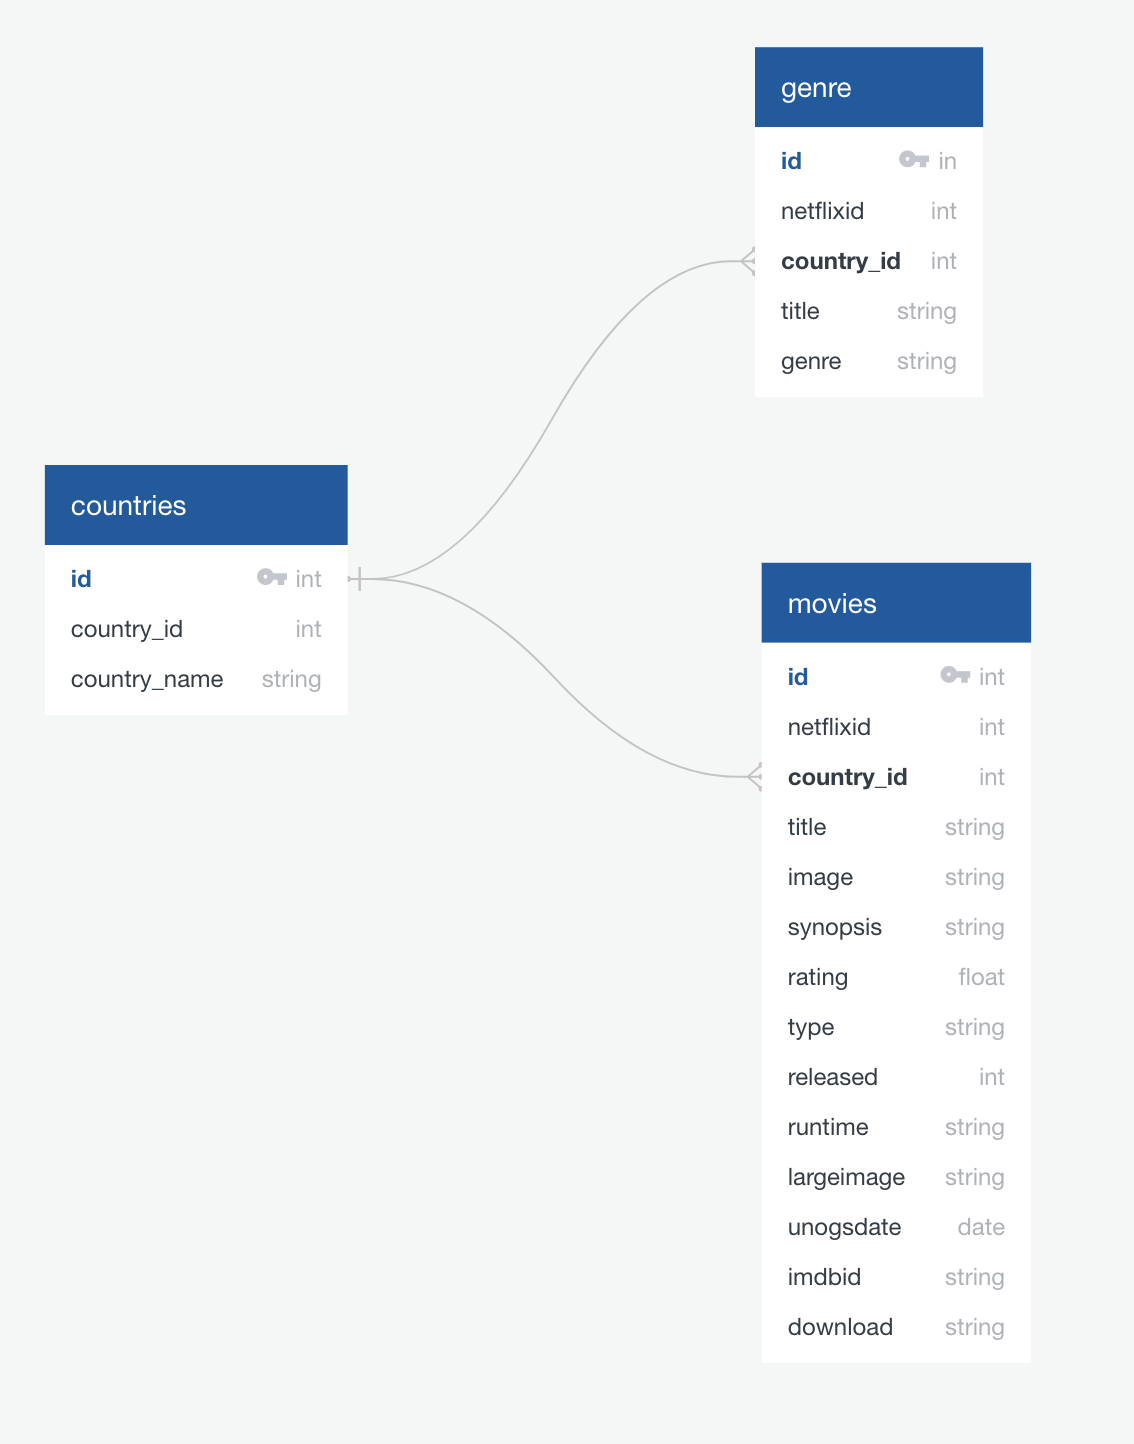 genre
id in
netflixid int
country_id int
title string
genre string
countries
id int
country_id int
country_name string
movies
id int
netflixid int
country_id int
title string
image string
synopsis string
rating float
type string
released int
runtime string
largeimage string
unogsdate date
imdbid string
download string